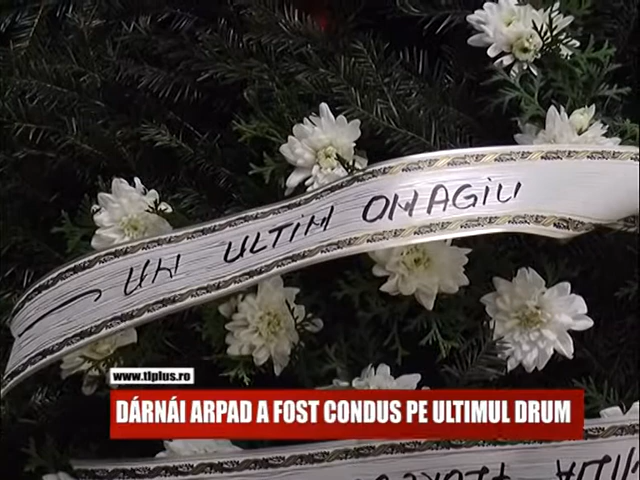 UN ULTIM OMAGIU
www.tlplus.ro
DÁRNÁI ARPAD A FOST CONDUS PE ULTIMUL DRUM